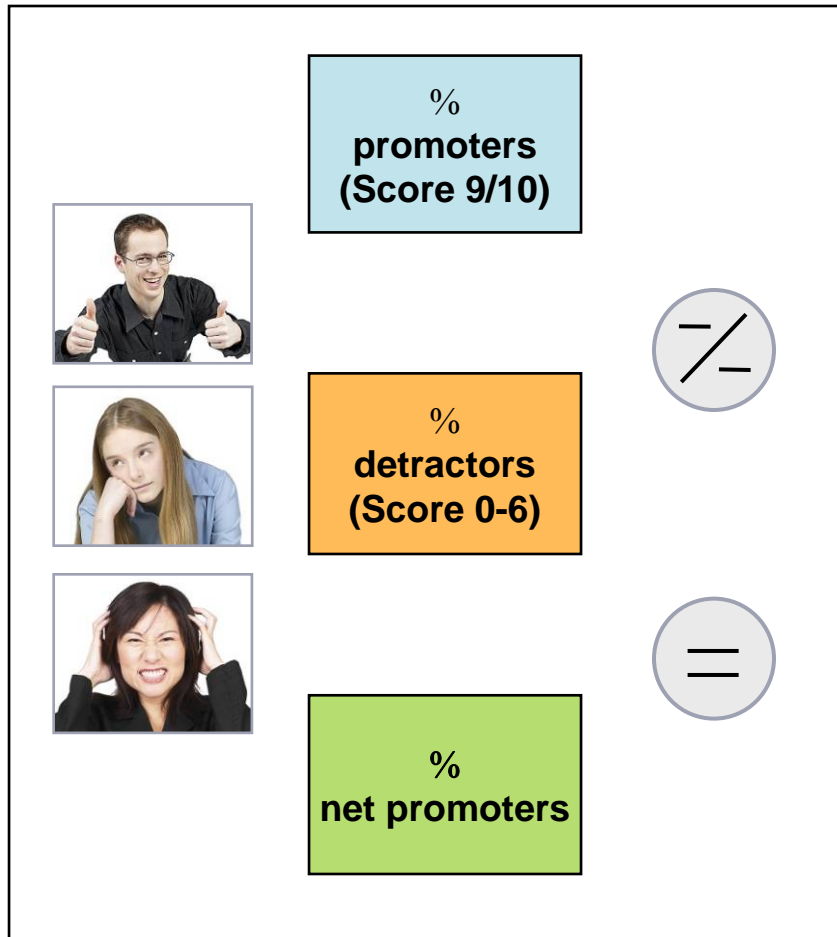 %
promoters
(Score 9/10)
%
detractors
(Score 0-6)
%
net promoters